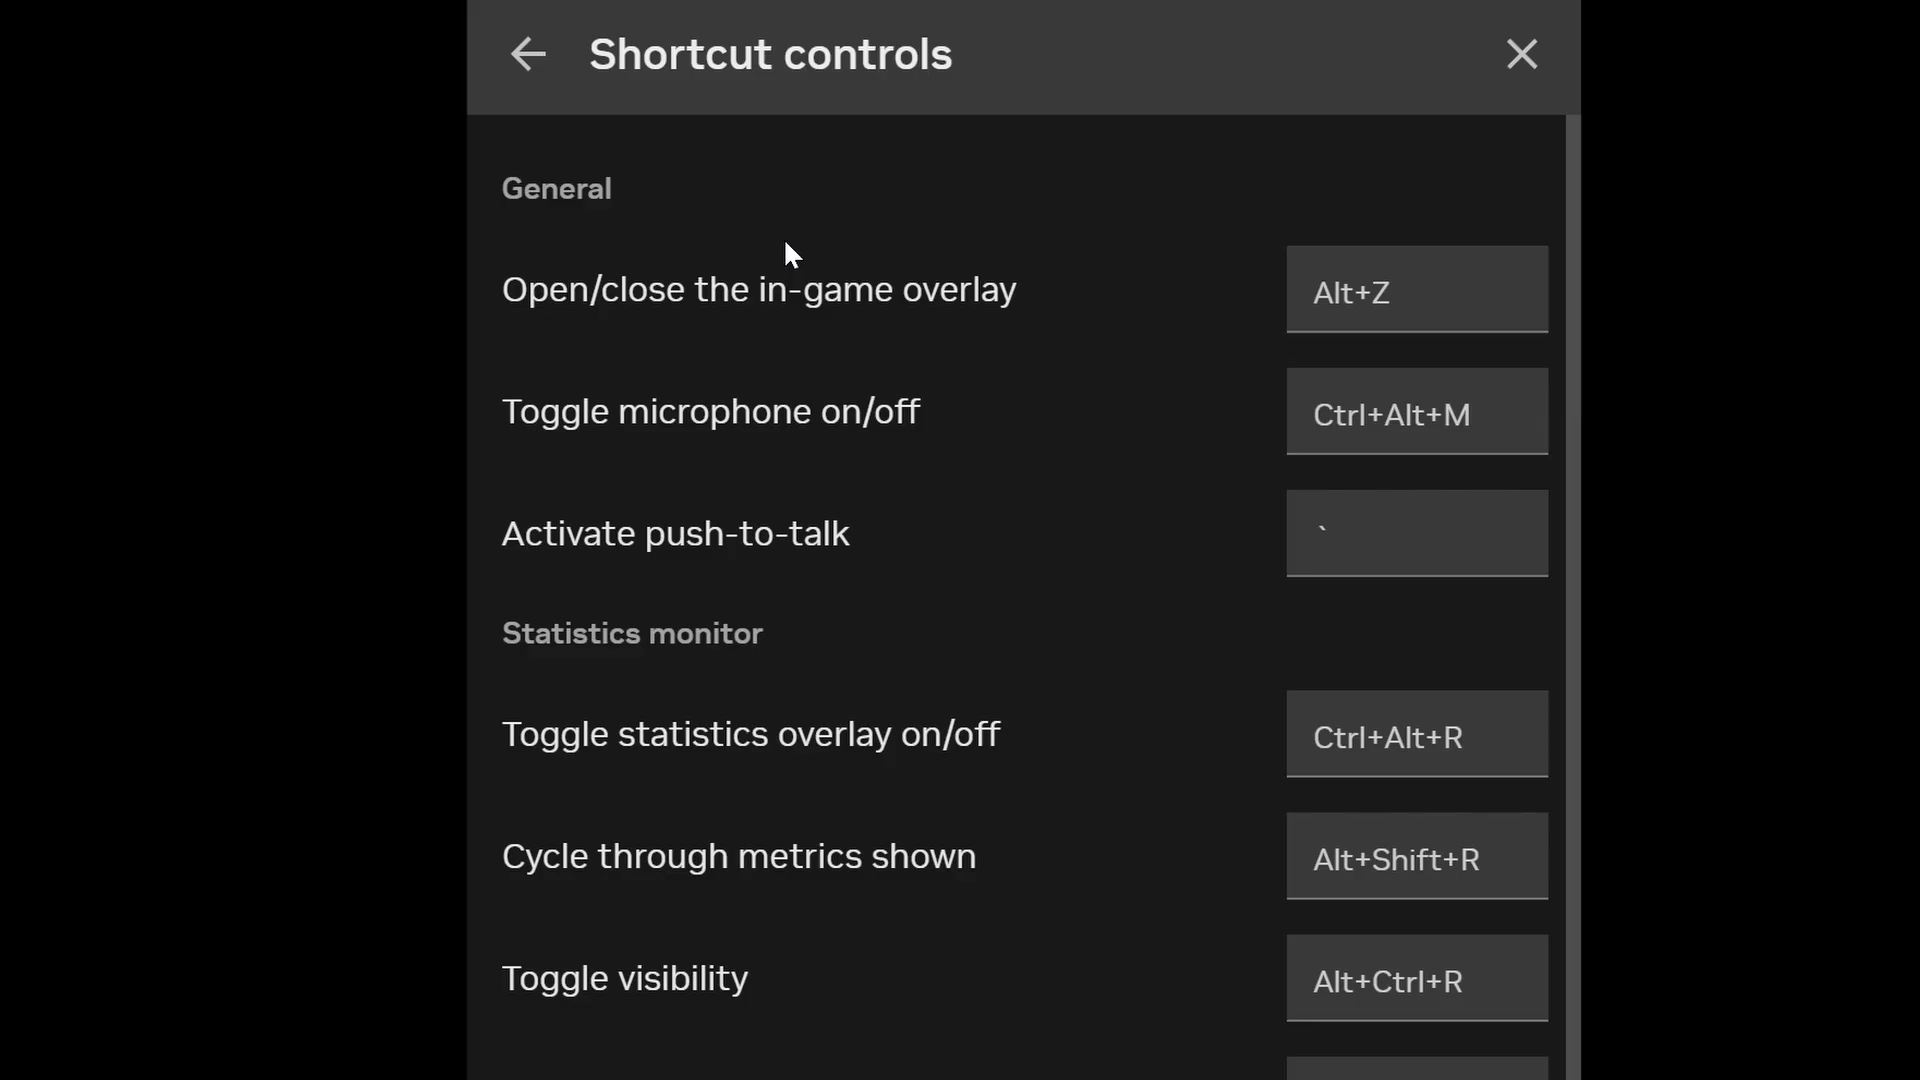 Shortcut controls
General
Open/close the in-game overlay
Alt+Z
Toggle microphone on/off
Ctrl+Alt+M
Activate push-to-talk
`
Statistics monitor
Toggle statistics overlay on/off
Ctrl+Alt+R
Cycle through metrics shown
Alt+Shift+R
Toggle visibility
Alt+Ctrl+R